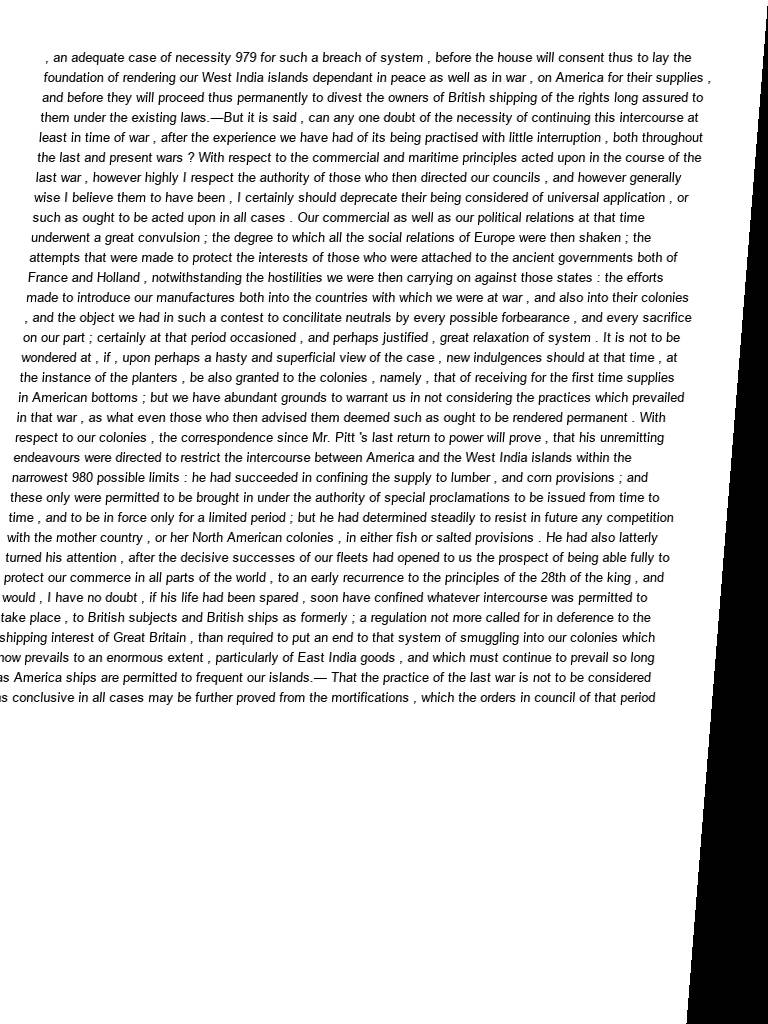 , an adequate case of necessity 979 for such a breach of system , before the house will consent thus to lay the
foundation of rendering our West India islands dependant in peace as well as in war , on America for their supplies ,
and before they will proceed thus permanently to divest the owners of British shipping of the rights long assured to
them under the existing laws.—But it is said , can any one doubt of the necessity of continuing this intercourse at
least in time of war , after the experience we have had of its being practised with little interruption , both throughout
the last and present wars ? With respect to the commercial and maritime principles acted upon in the course of the
last war , however highly I respect the authority of those who then directed our councils , and however generally
wise I believe them to have been , I certainly should deprecate their being considered of universal application , or
such as ought to be acted upon in all cases . Our commercial as well as our political relations at that time
underwent a great convulsion ; the degree to which all the social relations of Europe were then shaken ; the
attempts that were made to protect the interests of those who were attached to the ancient governments both of
France and Holland , notwithstanding the hostilities we were then carrying on against those states : the efforts
made to introduce our manufactures both into the countries with which we were at war , and also into their colonies
, and the object we had in such a contest to concilitate neutrals by every possible forbearance , and every sacrifice
on our part ; certainly at that period occasioned , and perhaps justified , great relaxation of system . It is not to be
wondered at , if , upon perhaps a hasty and superficial view of the case , new indulgences should at that time , at
the instance of the planters , be also granted to the colonies , namely , that of receiving for the first time supplies
in American bottoms ; but we have abundant grounds to warrant us in not considering the practices which prevailed
in that war , as what even those who then advised them deemed such as ought to be rendered permanent . With
respect to our colonies , the correspondence since Mr. Pitt 's last return to power will prove , that his unremitting
endeavours were directed to restrict the intercourse between America and the West India islands within the
narrowest 980 possible limits : he had succeeded in confining the supply to lumber , and corn provisions ; and
these only were permitted to be brought in under the authority of special proclamations to be issued from time to
time , and to be in force only for a limited period ; but he had determined steadily to resist in future any competition
with the mother country , or her North American colonies , in either fish or salted provisions . He had also latterly
turned his attention , after the decisive successes of our fleets had opened to us the prospect of being able fully to
protect our commerce in all parts of the world , to an early recurrence to the principles of the 28th of the king , and
would , I have no doubt , if his life had been spared , soon have confined whatever intercourse was permitted to
take place , to British subjects and British ships as formerly ; a regulation not more called for in deference to the
shipping interest of Great Britain , than required to put an end to that system of smuggling into our colonies which
now prevails to an enormous extent , particularly of East India goods , and which must continue to prevail so long
as America ships are permitted to frequent our islands.— That the practice of the last war is not to be considered
as conclusive in all cases may be further proved from the mortifications , which the orders in council of that period